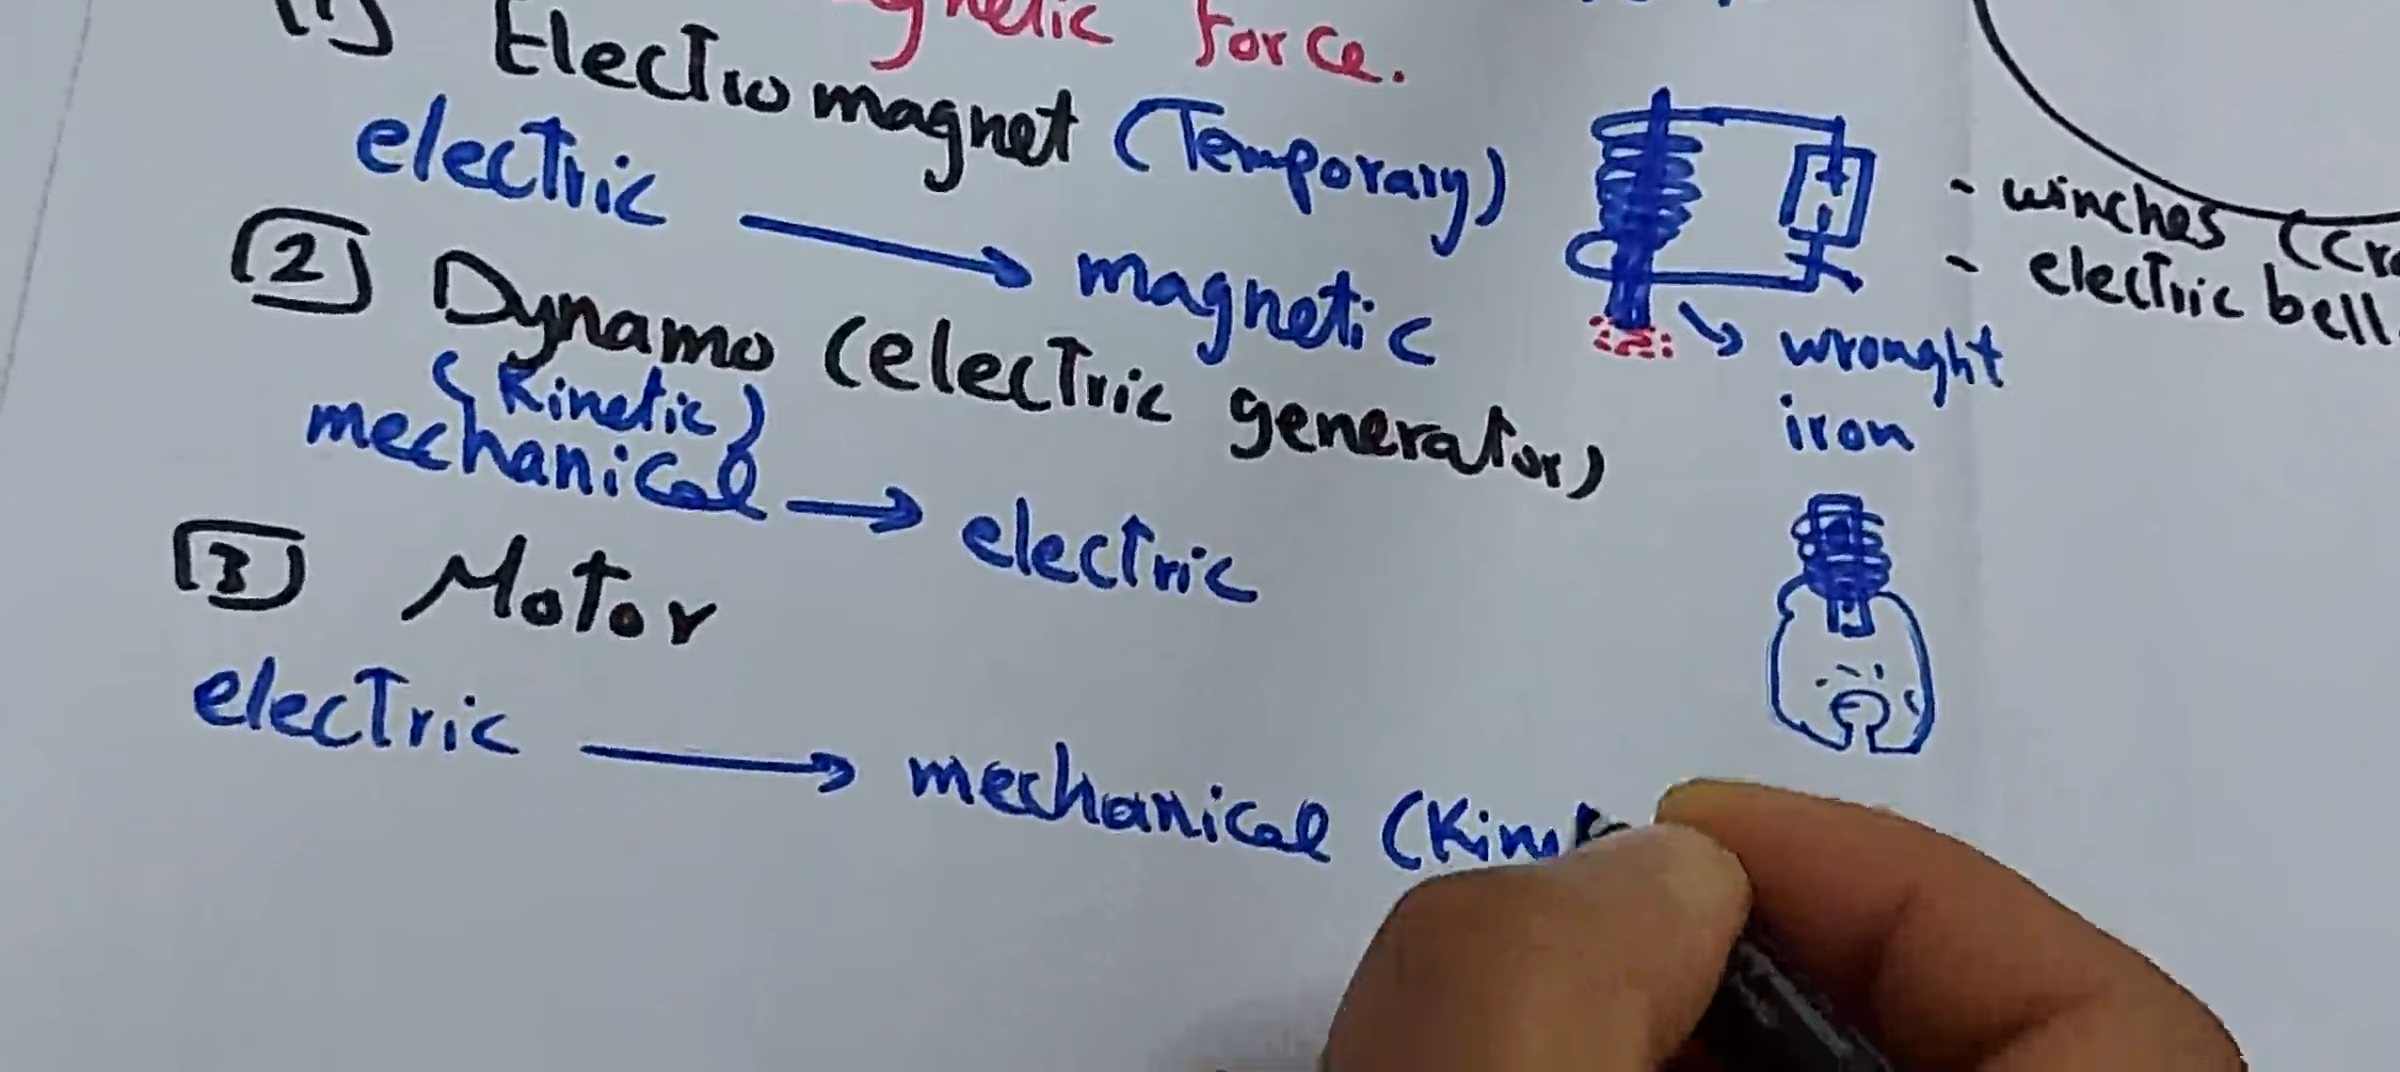 Force.
(1) Electromagnet (Temporary)
electric → magnetic
- winches
- electric bell.
wrought
iron
(2) Dynamo (electric generator)
(Kinetic)
mechanical → electric
(3) Motor
electric → mechanical